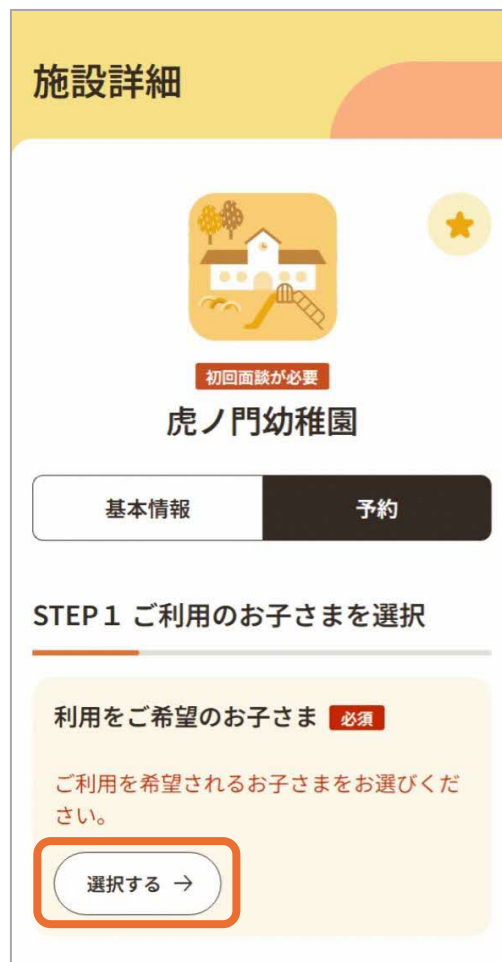 施設詳細
初回面談が必要
虎ノ門幼稚園
基本情報
予約
STEP１ ご利用のお子さまを選択
利用をご希望のお子さま 必須
ご利用を希望されるお子さまをお選びくだ
さい。
選択する →